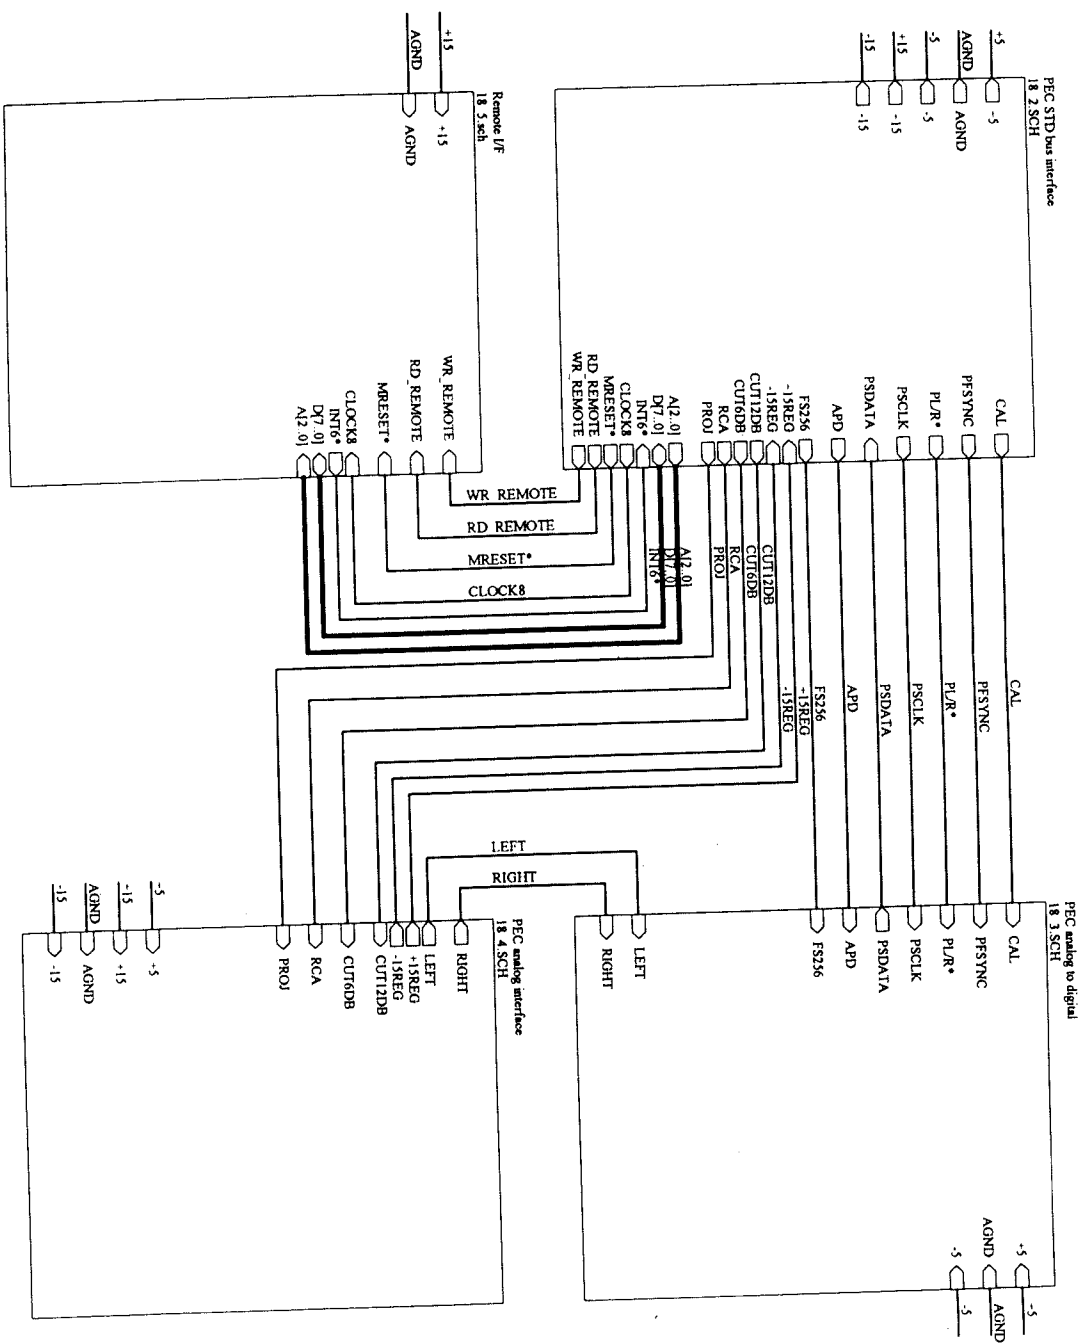 PEC STD bus interface
18_2.SCH
+5
AGND
-5
+15
-15
AGND
-5
-15
CAL
PFSYNC
PL/R*
PSCLK
PSDATA
APD
FS256
+15REG
-15REG
CUT12DB
CUT6DB
RCA
PROJ
A[2..0]
D[7..0]
INT6*
CLOCK8
MRESET*
RD_REMOTE
WR_REMOTE
CAL
PFSYNC
PL/R*
PSCLK
PSDATA
APD
FS256
+15REG
-15REG
CUT12DB
CUT6DB
RCA
PROJ
A[2..0]
D[7..0]
INT6*
CLOCK8
MRESET*
RD_REMOTE
WR_REMOTE
PEC analog to digital
18_3.SCH
CAL
PFSYNC
PL/R*
PSCLK
PSDATA
APD
FS256
LEFT
RIGHT
+5
AGND
-5
+5
AGND
-5
Remote I/F
18_5.sch
+15
AGND
+15
AGND
WR_REMOTE
RD_REMOTE
MRESET*
CLOCK8
INT6*
D[7..0]
A[2..0]
LEFT
RIGHT
PEC analog interface
18_4.SCH
RIGHT
LEFT
+15REG
-15REG
CUT12DB
CUT6DB
RCA
PROJ
+5
+15
AGND
-15
+5
+15
AGND
-15